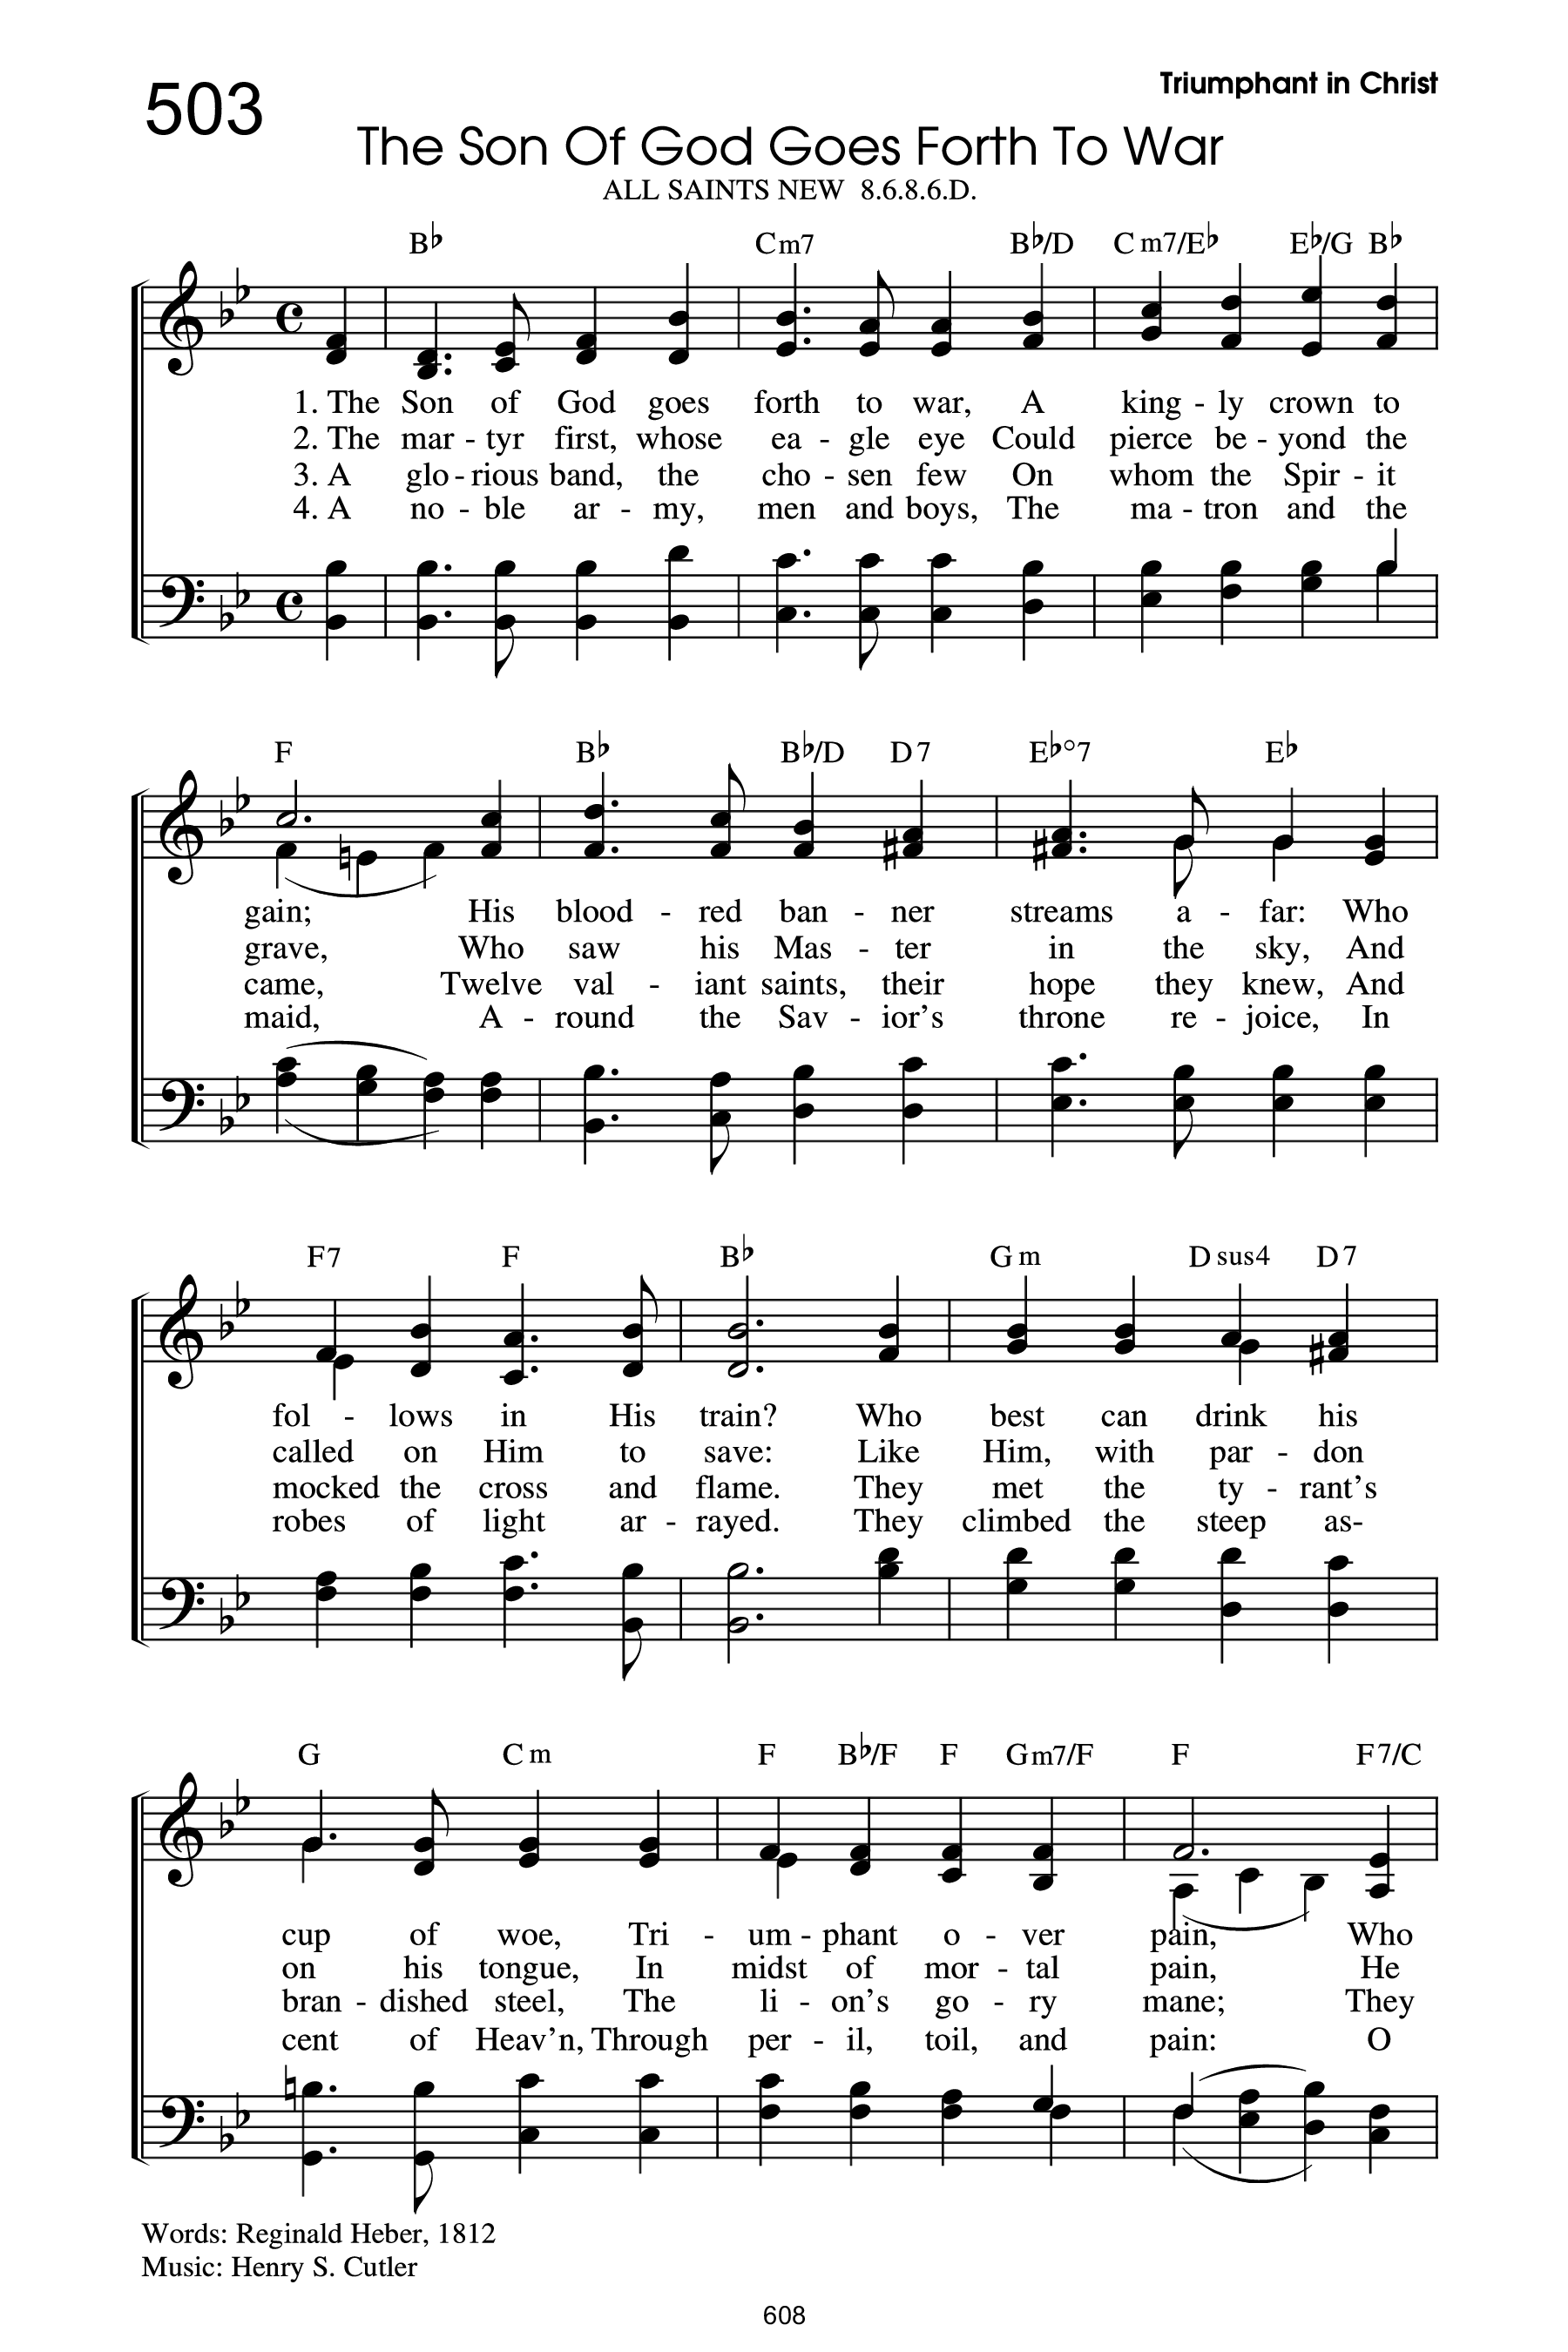 503
Triumphant in Christ
The Son Of God Goes Forth To War
ALL SAINTS NEW 8.6.8.6.D.
B♭ Cm7 B♭/D C m7/E♭ E♭/G B♭
1. The Son of God goes forth to war, A king - ly crown to
2. The mar - tyr first, whose ea - gle eye Could pierce be - yond the
3. A glo - rious band, the cho - sen few On whom the Spir - it
4. A no - ble ar - my, men and boys, The ma - tron and the
F B♭ B♭/D D 7 E♭°7 E♭
gain; His blood - red ban - ner streams a - far: Who
grave, Who saw his Mas - ter in the sky, And
came, Twelve val - iant saints, their hope they knew, And
maid, A - round the Sav - ior's throne re - joice, In
F7 F B♭ G m D sus4 D 7
fol - lows in His train? Who best can drink his
called on Him to save: Like Him, with par - don
mocked the cross and flame. They met the ty - rant's
robes of light ar - rayed. They climbed the steep as-
G C m F B♭/F F Gm7/F F F7/C
cup of woe, Tri - um - phant o - ver pain, Who
on his tongue, In midst of mor - tal pain, He
bran - dished steel, The li - on's go - ry mane; They
cent of Heav'n, Through per - il, toil, and pain: O
Words: Reginald Heber, 1812
Music: Henry S. Cutler
608